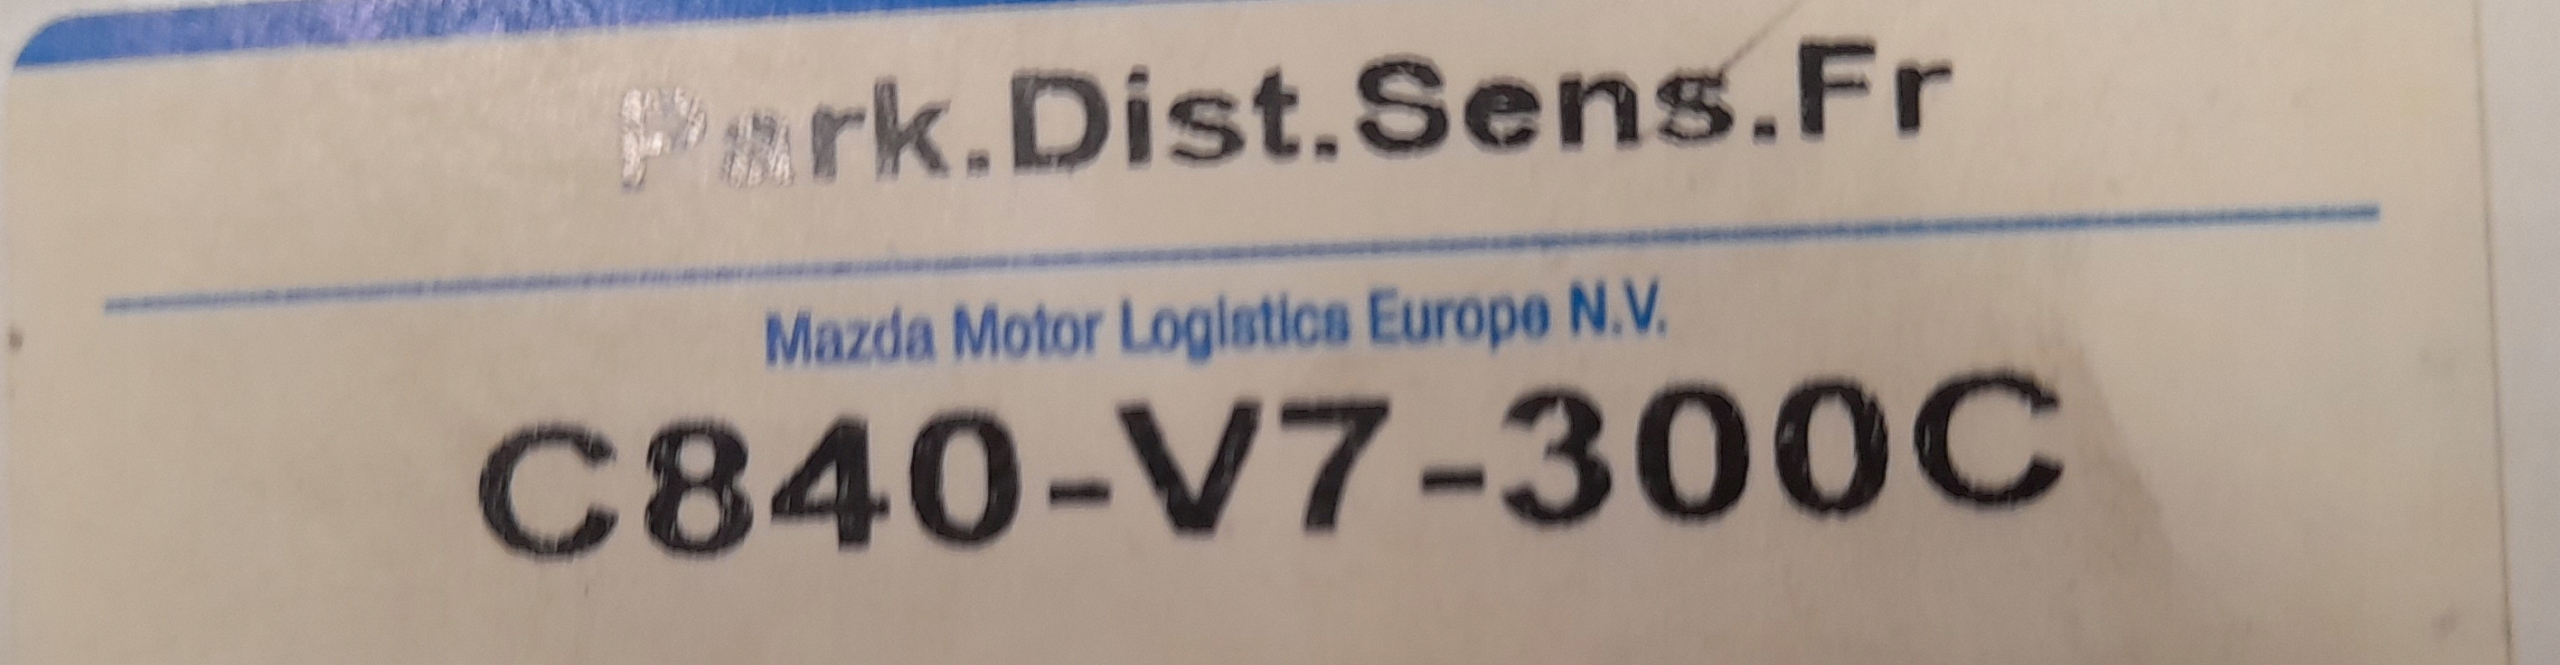 Park.Dist.Sens.Fr
Mazda Motor Logistics Europe N.V.
C840-V7-300C